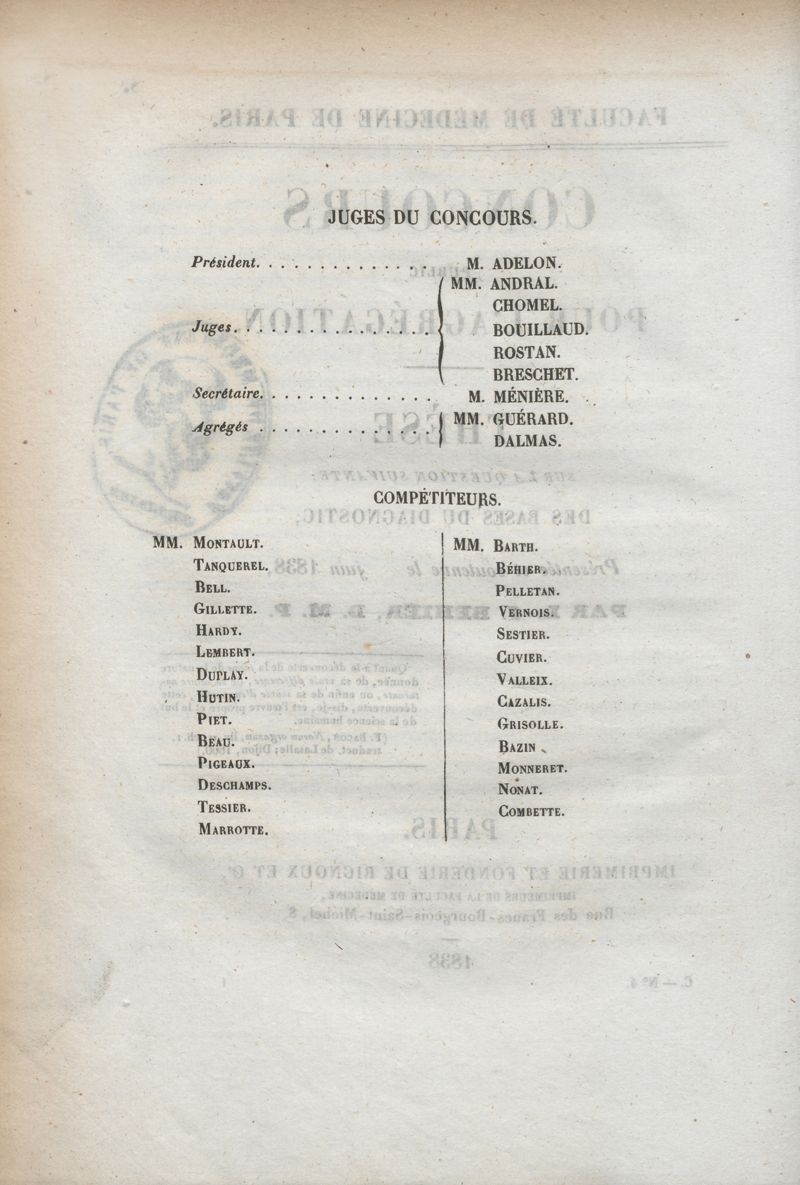 JUGES DU CONCOURS.
Président. . . . . . . . . . . . . . M. ADELON.
MM. ANDRAL.
CHOMEL.
Juges. . . . . . . . . . . . . . . . BOUILLAUD.
ROSTAN.
BRESCHET.
Secrétaire. . . . . . . . . . . . . . M. MÉNIÈRE.
Agrégés . . . . . . . . . . . . . . MM. GUÉRARD.
DALMAS.
COMPÉTITEURS.
MM. MONTAULT.
TANQUEREL.
BELL.
GILLETTE.
HARDY.
LEMBERT.
DUPLAY.
HUTIN.
PIET.
BEAU.
PIGEAUX.
DESCHAMPS.
TESSIER.
MARROTTE.
MM. BARTH.
BÉHIER.
PELLETAN.
VERNOIS.
SESTIER.
CUVIER.
VALLEIX.
CAZALIS.
GRISOLLE.
BAZIN.
MONNERET.
NONAT.
COMBETTE.